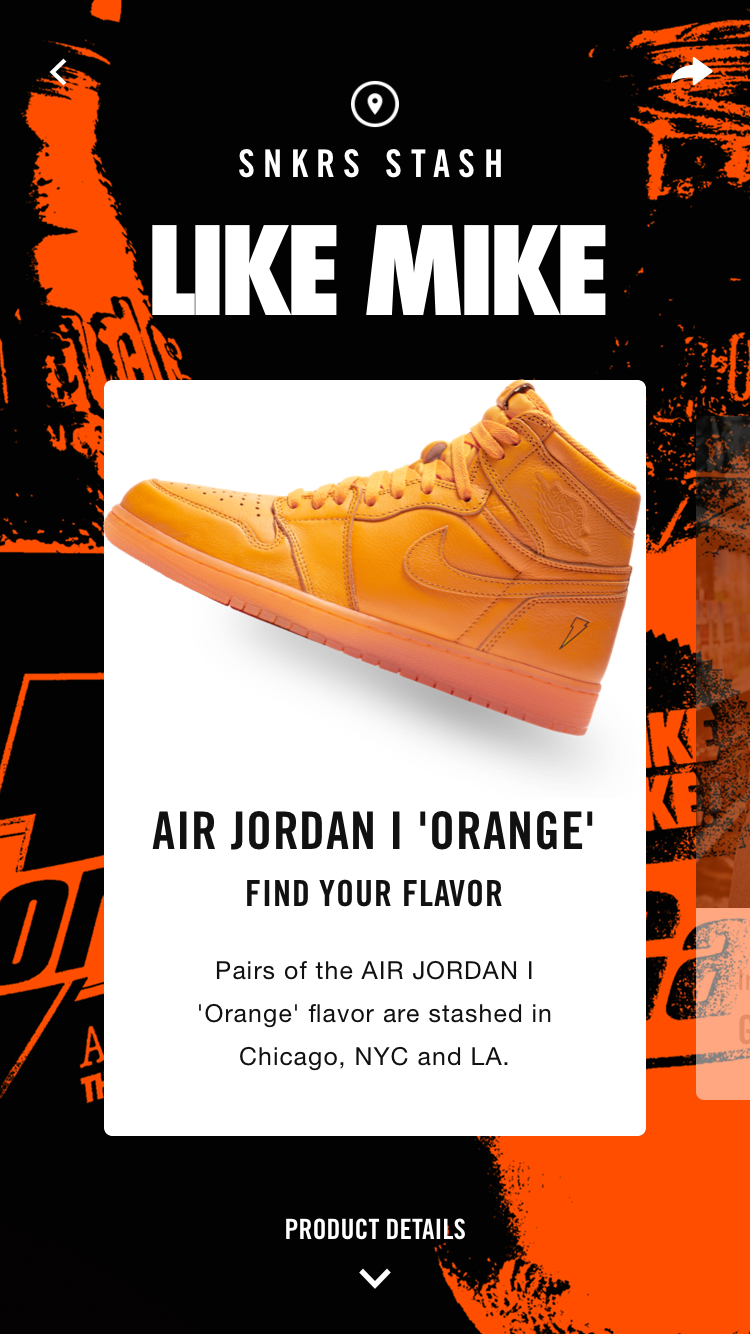 SNKRS STASH
LIKE MIKE
AIR JORDAN I 'ORANGE'
FIND YOUR FLAVOR
Pairs of the AIR JORDAN I
'Orange' flavor are stashed in
Chicago, NYC and LA.
PRODUCT DETAILS